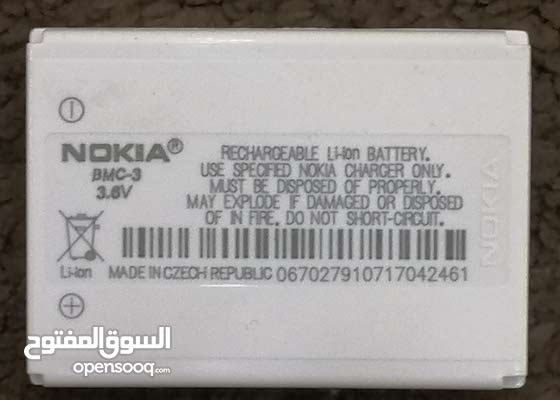 NOKIA®
BMC-3
3.6V
RECHARGEABLE Li-Ion BATTERY.
USE SPECIFIED NOKIA CHARGER ONLY.
MUST BE DISPOSED OF PROPERLY.
MAY EXPLODE IF DAMAGED OR DISPOSED
OF IN FIRE. DO NOT SHORT-CIRCUIT.
Li-Ion
MADE IN CZECH REPUBLIC 067027910717042461
NOKIA
السوق المفتوح
opensooq.com